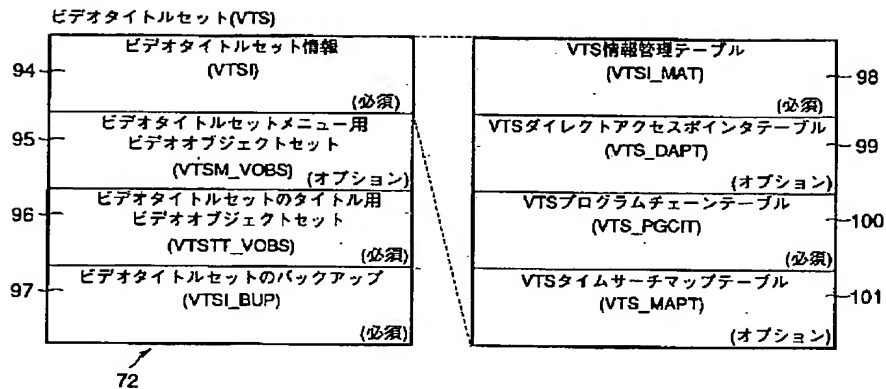 ビデオタイトルセット(VTS)
94
ビデオタイトルセット情報
(VTSI)
(必須)
95
ビデオタイトルセットメニュー用
ビデオオブジェクトセット
(VTSM_VOBS)
(オプション)
96
ビデオタイトルセットのタイトル用
ビデオオブジェクトセット
(VTSTT_VOBS)
(必須)
97
ビデオタイトルセットのバックアップ
(VTSI_BUP)
(必須)
72
VTS情報管理テーブル
(VTSI_MAT)
(必須)
98
VTSダイレクトアクセスポインタテーブル
(VTS_DAPT)
(オプション)
99
VTSプログラムチェーンテーブル
(VTS_PGCIT)
(必須)
100
VTSタイムサーチマップテーブル
(VTS_MAPT)
(オプション)
101